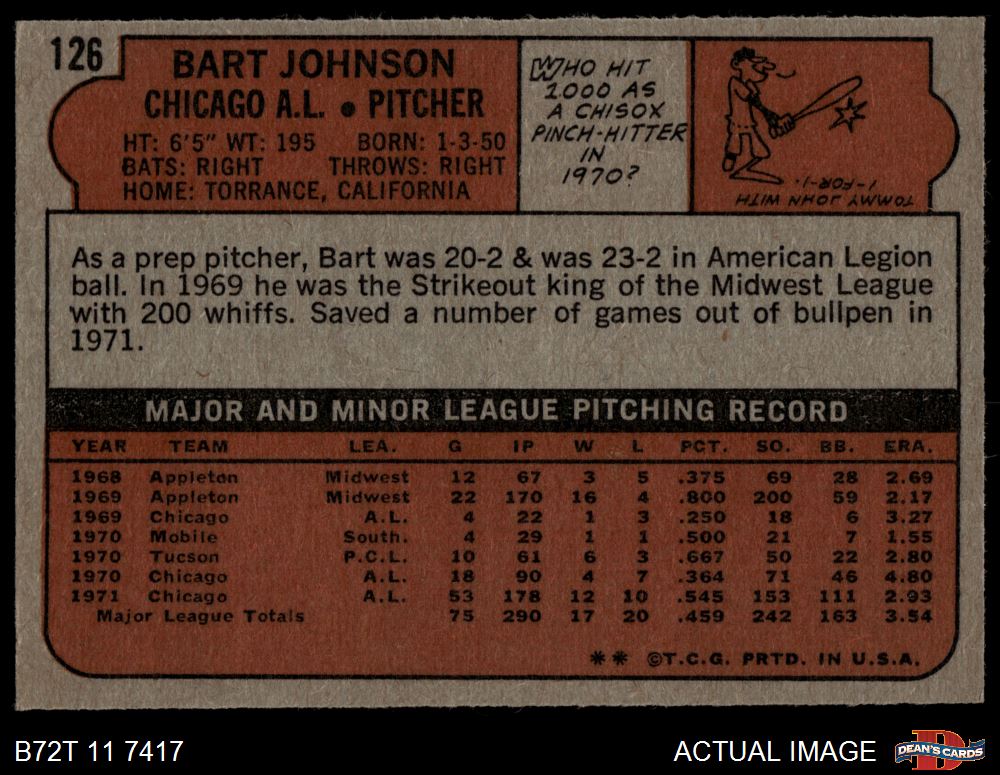 126
BART JOHNSON
CHICAGO A.L. • PITCHER
HT: 6'5" WT: 195 BORN: 1-3-50
BATS: RIGHT THROWS: RIGHT
HOME: TORRANCE, CALIFORNIA
WHO HIT
1000 AS
A CHISOX
PINCH-HITTER
IN
1970?
TOMMY JOHN WITH
1-FOR-1.
As a prep pitcher, Bart was 20-2 & was 23-2 in American Legion
ball. In 1969 he was the Strikeout king of the Midwest League
with 200 whiffs. Saved a number of games out of bullpen in
1971.
MAJOR AND MINOR LEAGUE PITCHING RECORD
YEAR TEAM LEA. G IP W L PCT. SO. BB. ERA.
1968 Appleton Midwest 12 67 3 5 .375 69 28 2.69
1969 Appleton Midwest 22 170 16 4 .800 200 59 2.17
1969 Chicago A.L. 4 22 1 3 .250 18 6 3.27
1970 Mobile South. 4 29 1 1 .500 21 7 1.55
1970 Tucson P.C.L. 10 61 6 3 .667 50 22 2.80
1970 Chicago A.L. 18 90 4 7 .364 71 46 4.80
1971 Chicago A.L. 53 178 12 10 .545 153 111 2.93
Major League Totals 75 290 17 20 .459 242 163 3.54
** ©T.C.G. PRTD. IN U.S.A.
B72T 11 7417
ACTUAL IMAGE
DEAN'S CARDS